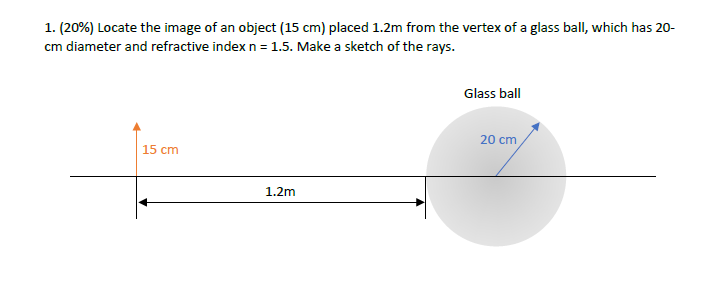 1. (20%) Locate the image of an object (15 cm) placed 1.2m from the vertex of a glass ball, which has 20-
cm diameter and refractive index n = 1.5. Make a sketch of the rays.
Glass ball
20 cm
15 cm
1.2m